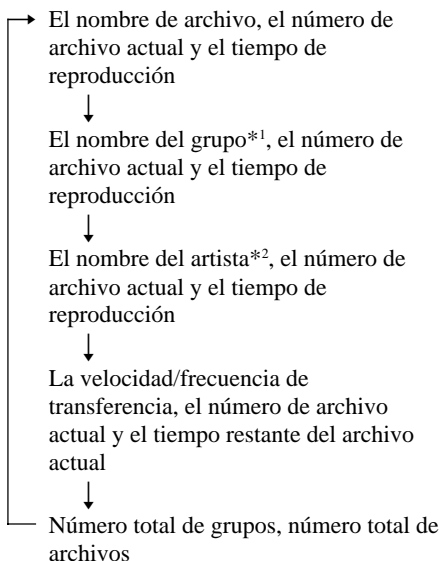 El nombre de archivo, el número de
archivo actual y el tiempo de
reproducción
El nombre del grupo*1, el número de
archivo actual y el tiempo de
reproducción
El nombre del artista*2, el número de
archivo actual y el tiempo de
reproducción
La velocidad/frecuencia de
transferencia, el número de archivo
actual y el tiempo restante del archivo
actual
Número total de grupos, número total de
archivos